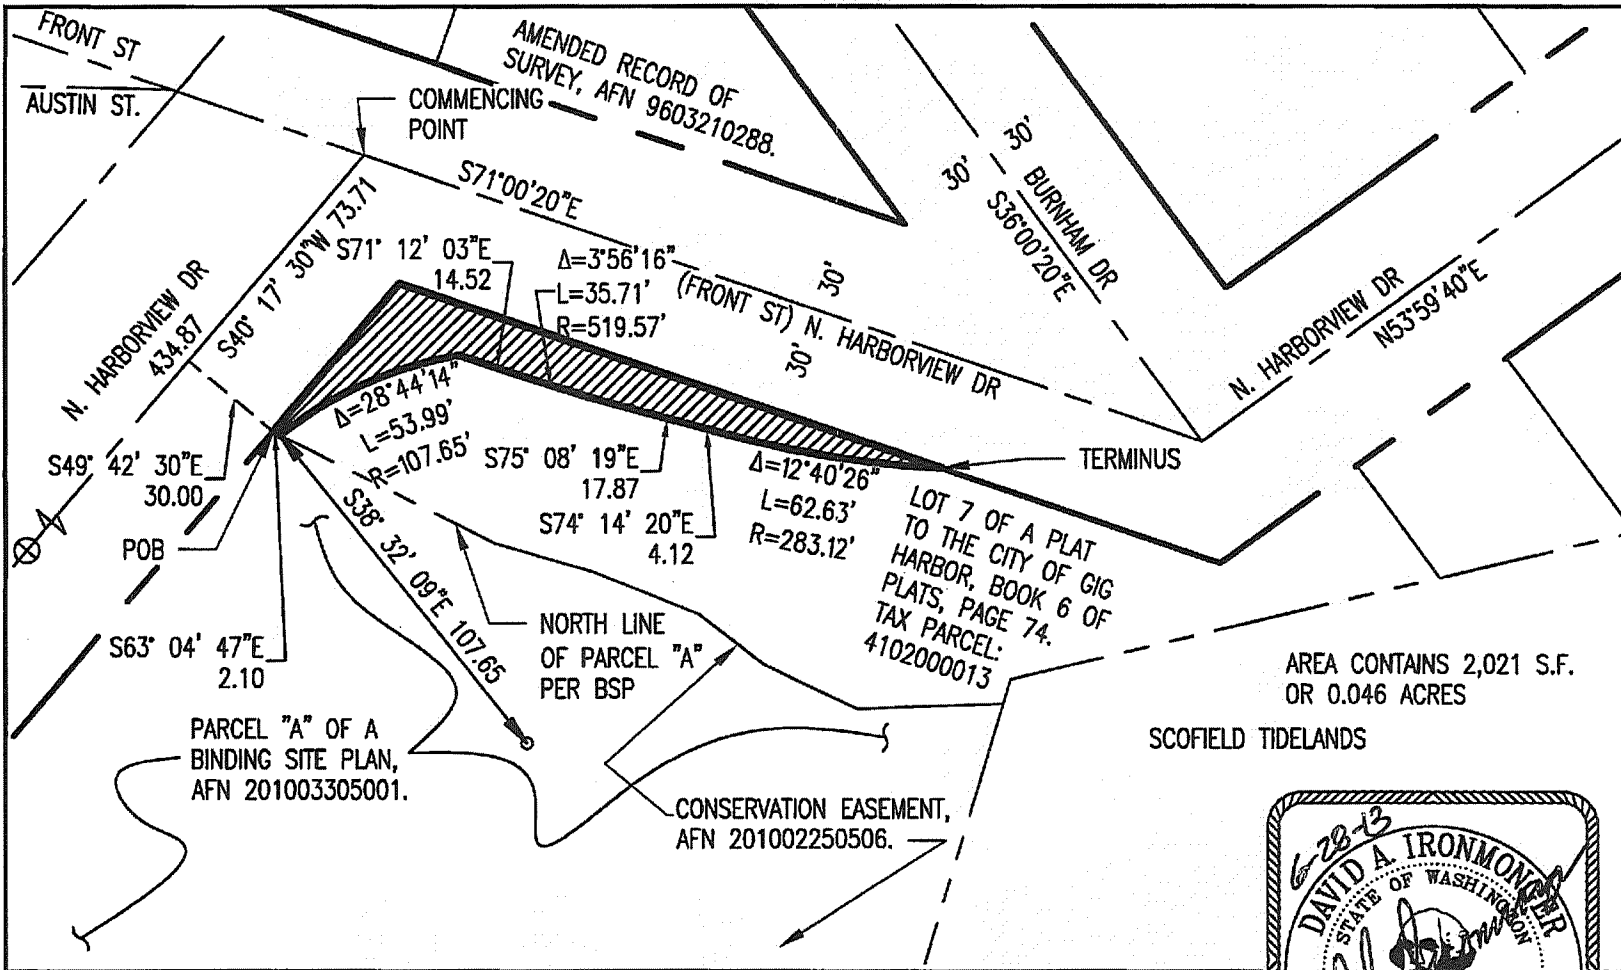 FRONT ST
AUSTIN ST.
COMMENCING
POINT
AMENDED RECORD OF
SURVEY, AFN 9603210288.
S71°00'20"E
30'
30'
BURNHAM DR
S36°00'20"E
N. HARBORVIEW DR
434.87
S40° 17' 30"W 73.71
S71° 12' 03"E
14.52
Δ=3°56'16"
L=35.71'
R=519.57'
(FRONT ST) N. HARBORVIEW DR
30'
30'
N. HARBORVIEW DR
N53°59'40"E
S49° 42' 30"E
30.00
Δ=28°44'14"
L=53.99'
R=107.65'
S75° 08' 19"E
17.87
S74° 14' 20"E
4.12
Δ=12°40'26"
L=62.63'
R=283.12'
TERMINUS
LOT 7 OF A PLAT
TO THE CITY OF GIG
HARBOR, BOOK 6 OF
PLATS, PAGE 74.
TAX PARCEL:
4102000013
POB
S38° 32' 09"E 107.65
S63° 04' 47"E
2.10
NORTH LINE
OF PARCEL "A"
PER BSP
AREA CONTAINS 2,021 S.F.
OR 0.046 ACRES
SCOFIELD TIDELANDS
PARCEL "A" OF A
BINDING SITE PLAN,
AFN 201003305001.
CONSERVATION EASEMENT,
AFN 201002250506.
6-28-13
DAVID A. IRONMONGER
STATE OF WASHINGTON